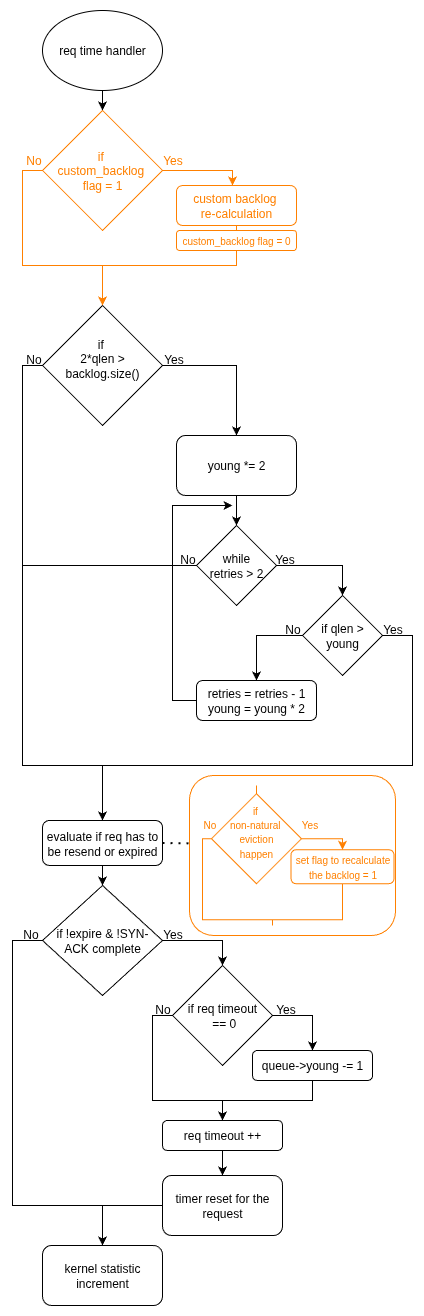 req time handler
No
Yes
if
custom_backlog
flag = 1
custom backlog
re-calculation
custom_backlog flag = 0
if
2*qlen >
backlog.size()
No
Yes
young *= 2
No
Yes
while
retries > 2
No
Yes
if qlen >
young
retries = retries - 1
young = young * 2
evaluate if req has to
be resend or expired
if
non-natural
eviction
happen
No
Yes
set flag to recalculate
the backlog = 1
No
Yes
if !expire & !SYN-
ACK complete
No
Yes
if req timeout
== 0
queue->young -= 1
req timeout ++
timer reset for the
request
kernel statistic
increment